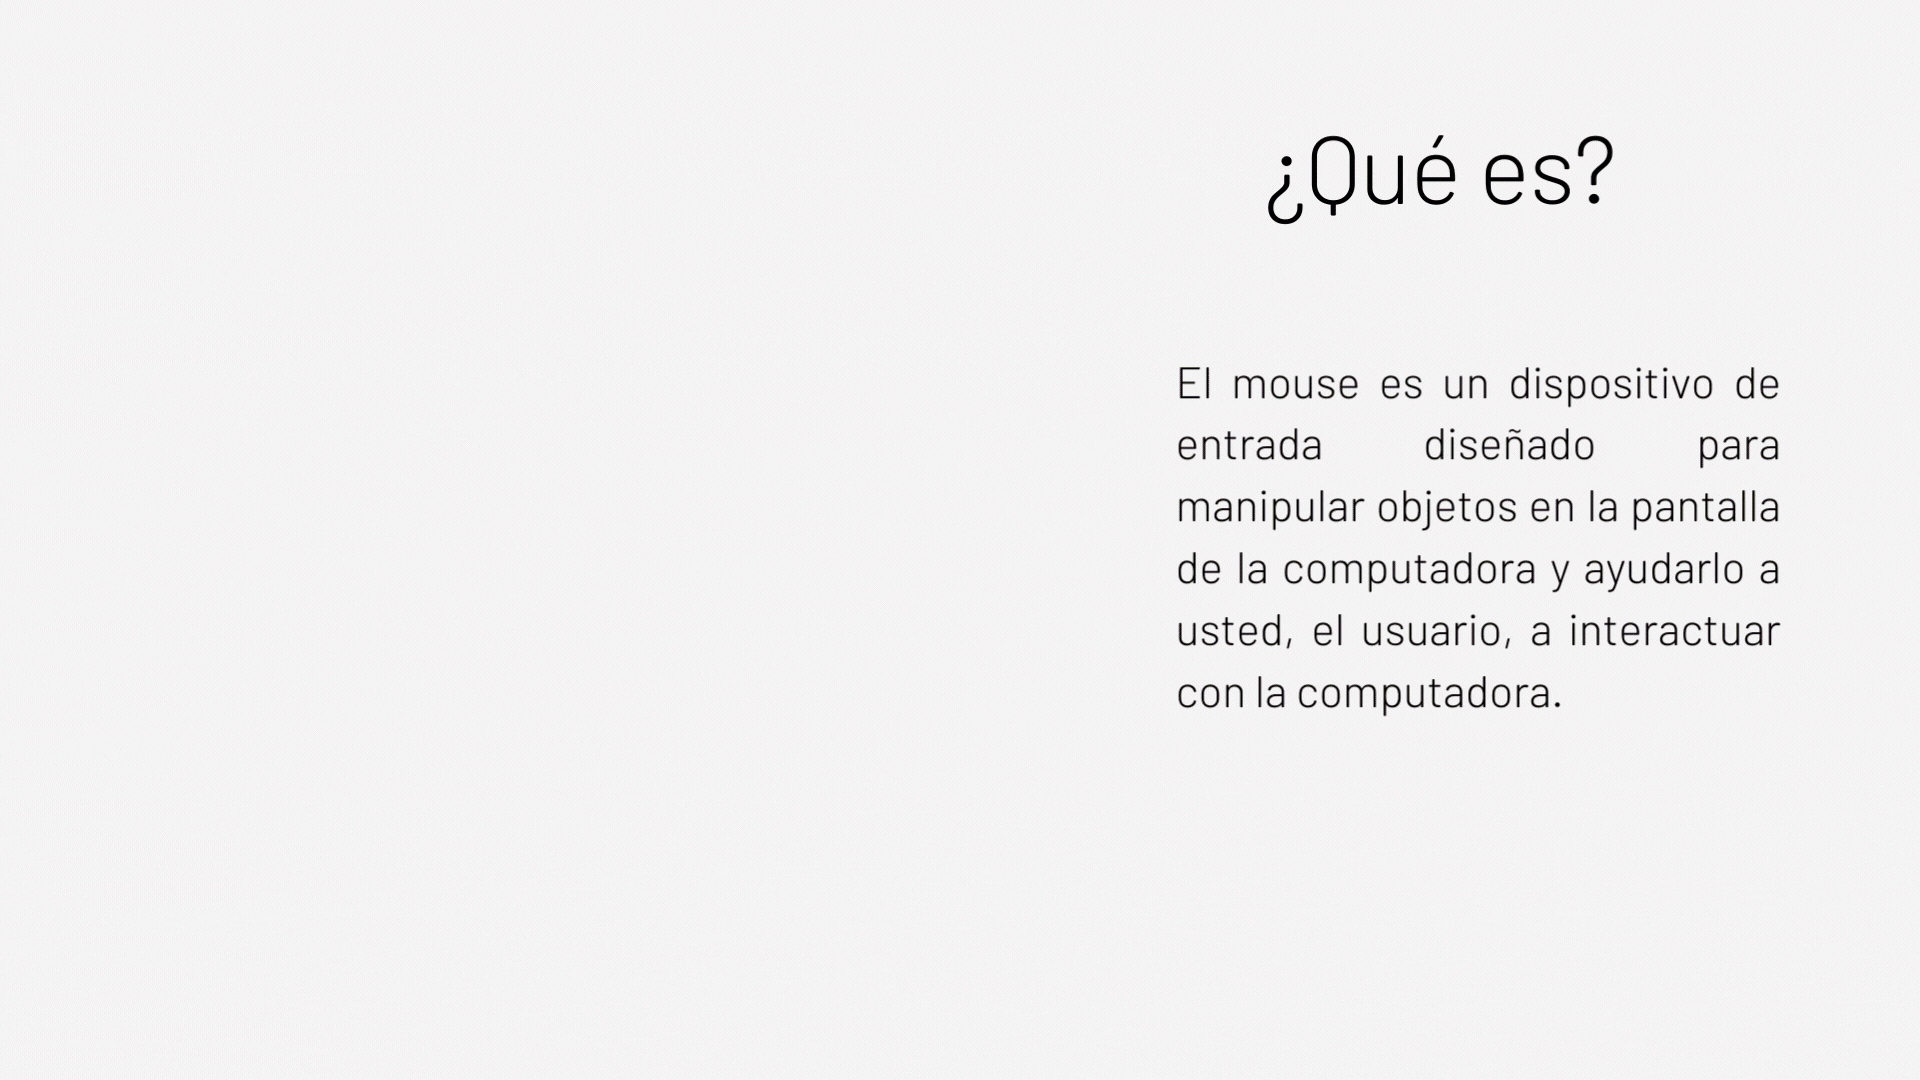 ¿Qué es?
El mouse es un dispositivo de
entrada diseñado para
manipular objetos en la pantalla
de la computadora y ayudarlo a
usted, el usuario, a interactuar
con la computadora.